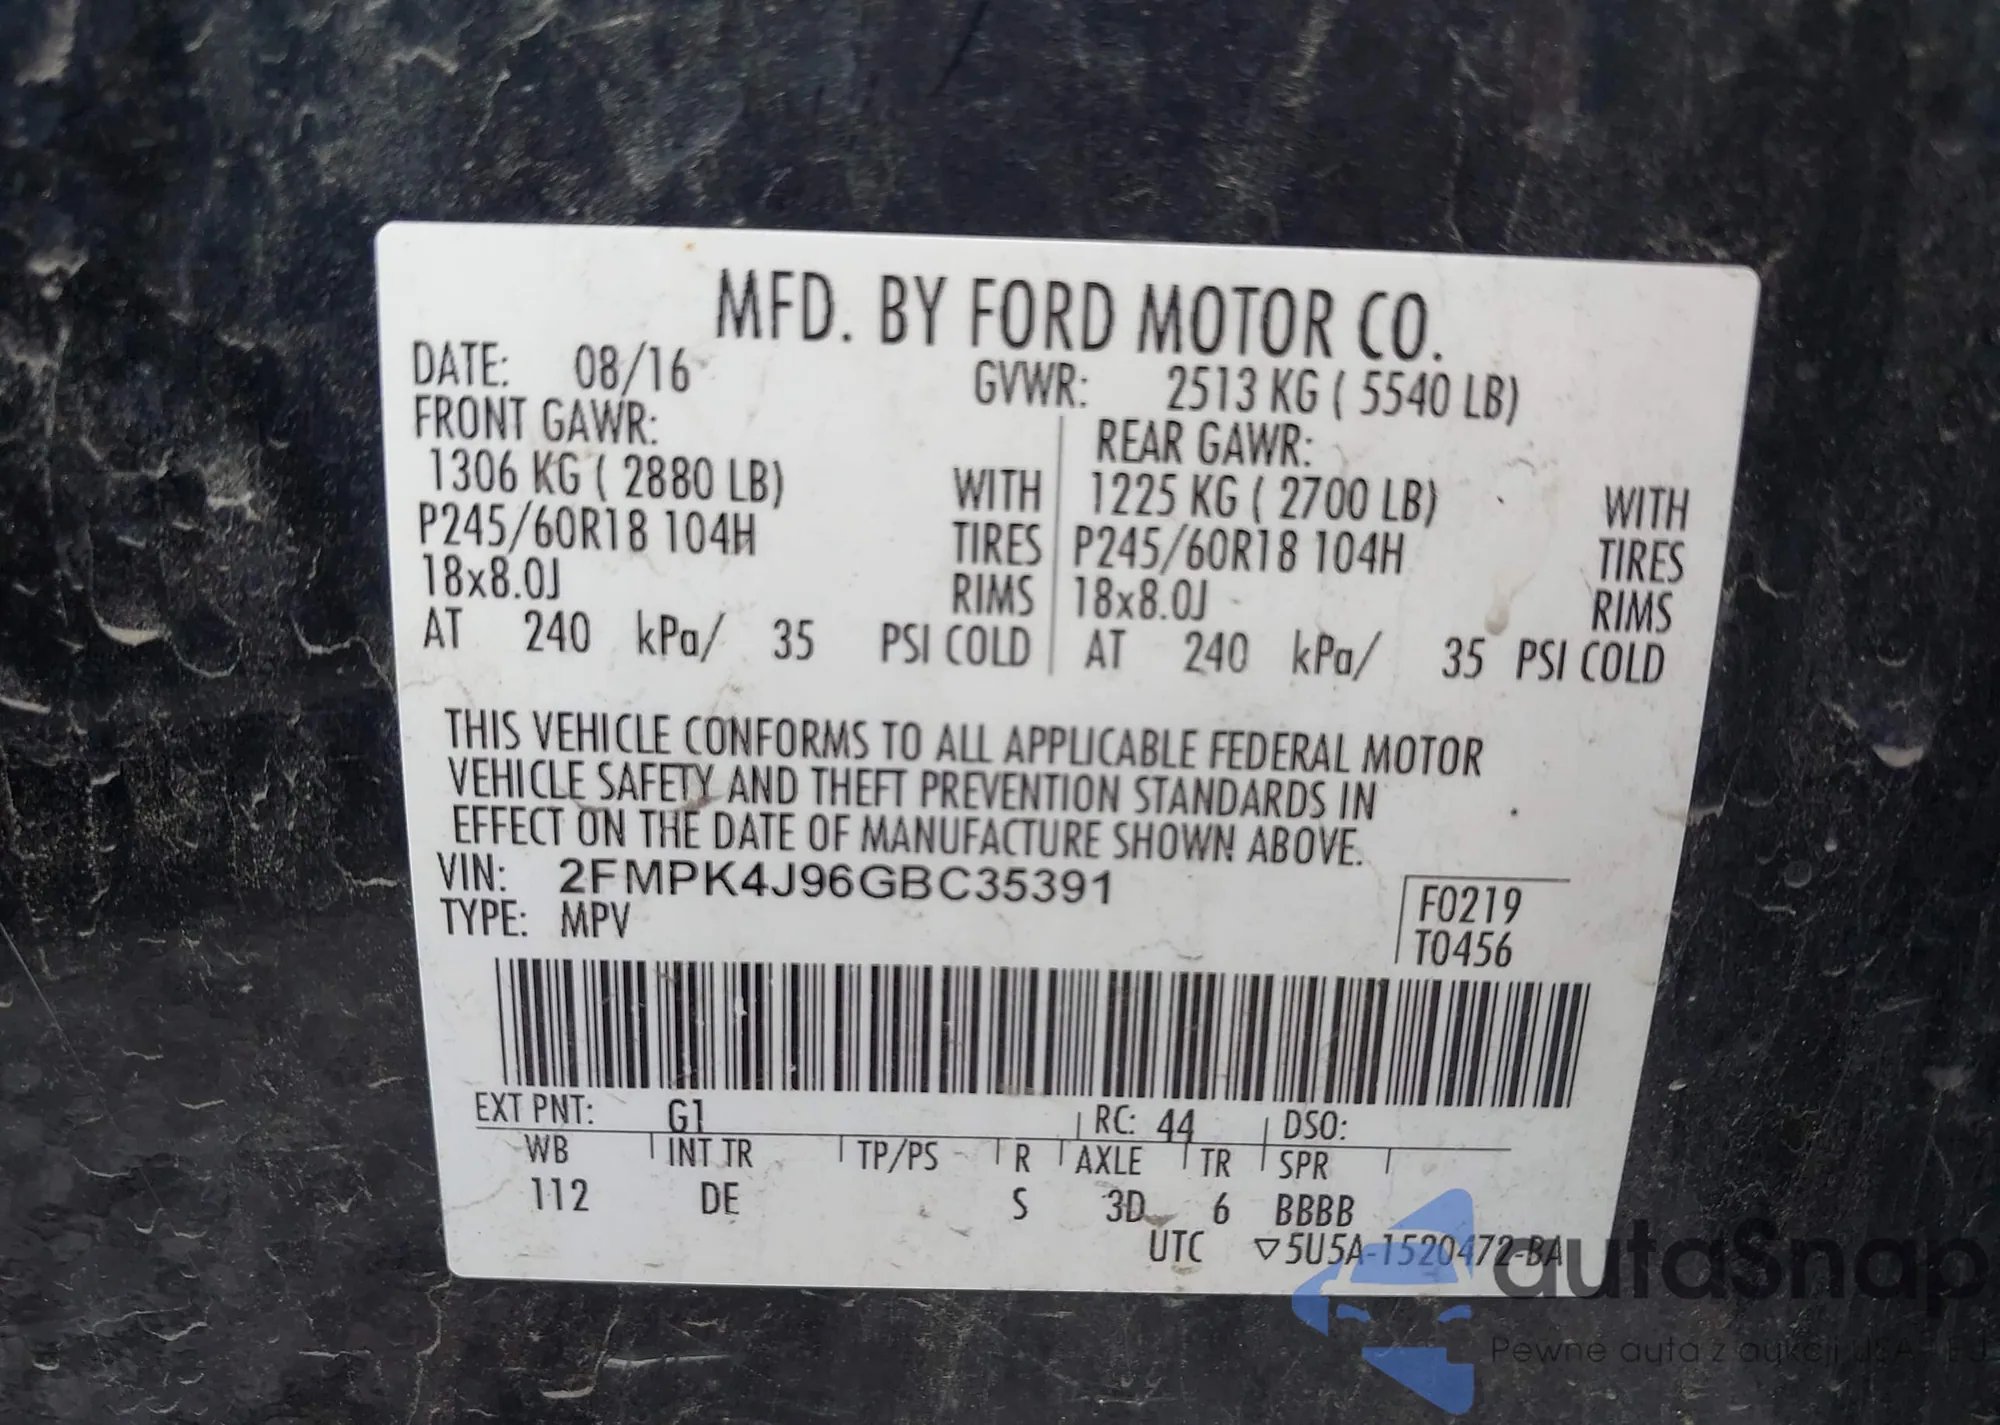 MFD. BY FORD MOTOR CO.
DATE: 08/16 GVWR: 2513 KG ( 5540 LB)
FRONT GAWR: REAR GAWR:
1306 KG ( 2880 LB) WITH 1225 KG ( 2700 LB) WITH
P245/60R18 104H TIRES P245/60R18 104H TIRES
18x8.0J RIMS 18x8.0J RIMS
AT 240 kPa/ 35 PSI COLD AT 240 kPa/ 35 PSI COLD
THIS VEHICLE CONFORMS TO ALL APPLICABLE FEDERAL MOTOR
VEHICLE SAFETY AND THEFT PREVENTION STANDARDS IN
EFFECT ON THE DATE OF MANUFACTURE SHOWN ABOVE.
VIN: 2FMPK4J96GBC35391 F0219
TYPE: MPV T0456
EXT PNT: G1 RC: 44 DSO:
WB INT TR TP/PS R AXLE TR SPR
112 DE S 3D 6 BBBB
UTC ▽5U5A-1520472-BA
autaSnap
Pewne auta z aukcji USA - EU